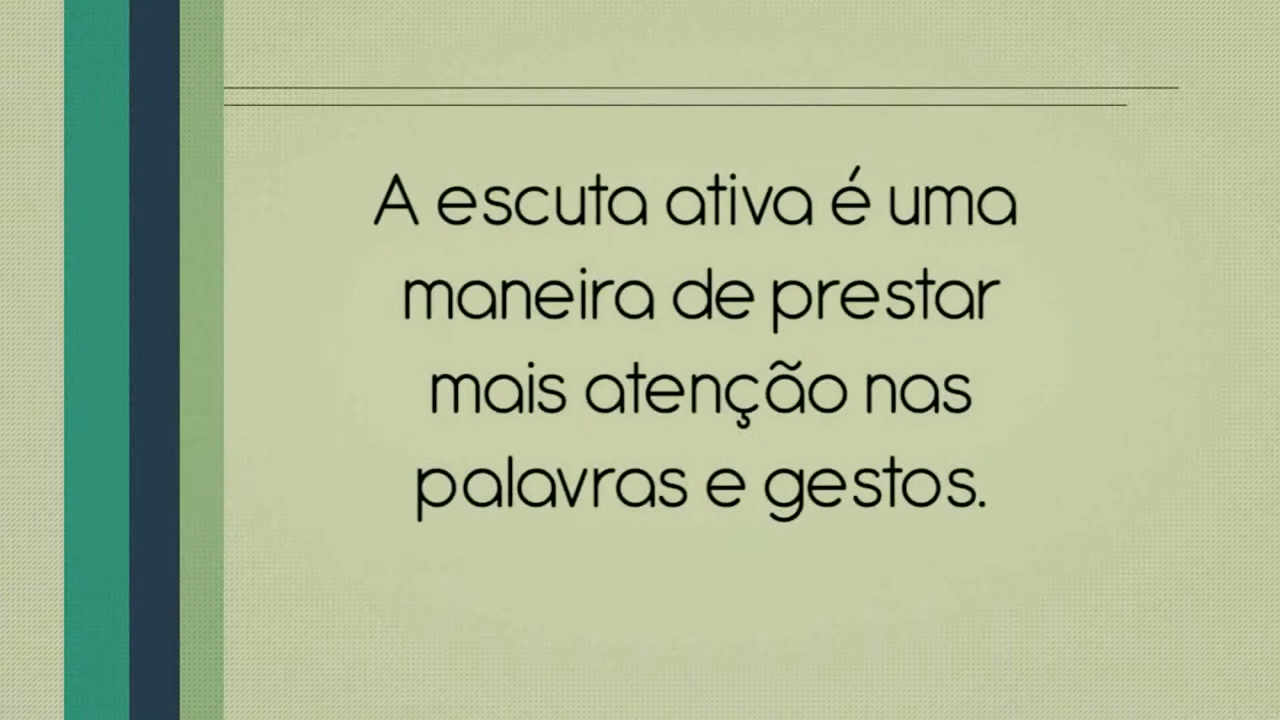 A escuta ativa é uma
maneira de prestar
mais atenção nas
palavras e gestos.